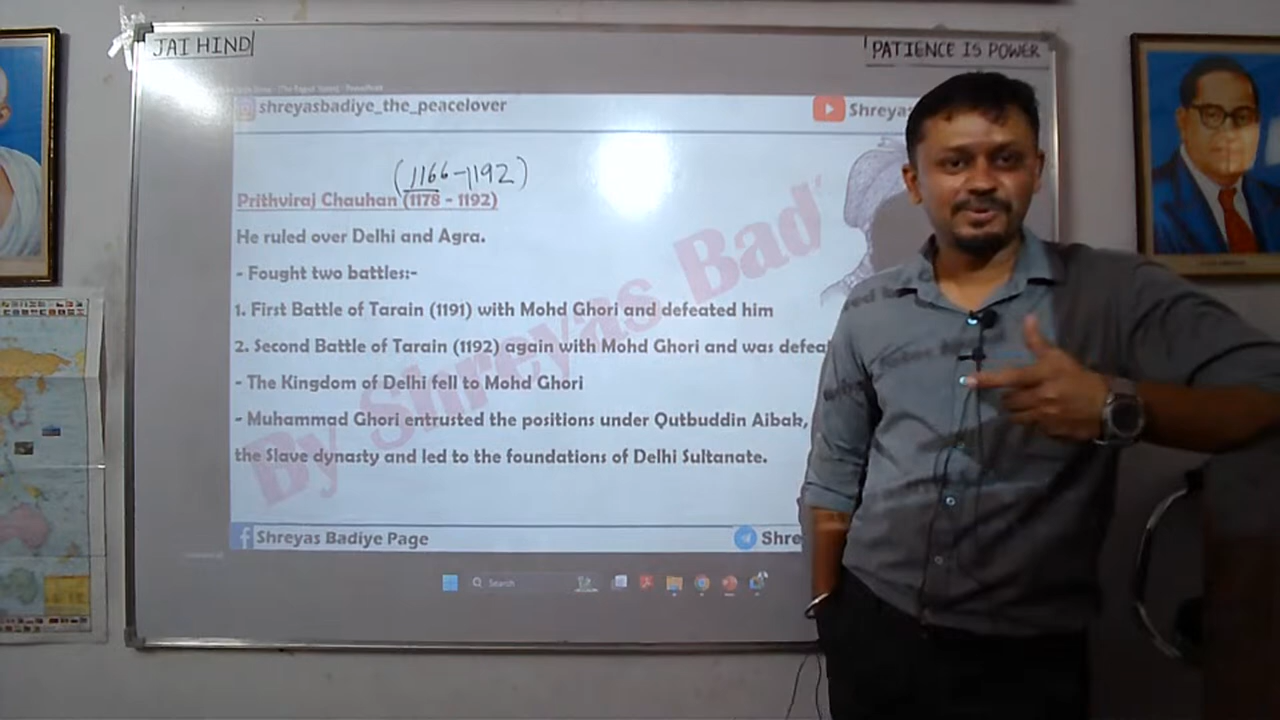 JAI HIND
PATIENCE IS POWER
shreyasbadiye_the_peacelover
Shreyas
(1166-1192)
Prithviraj Chauhan (1178 - 1192)
He ruled over Delhi and Agra.
- Fought two battles:-
1. First Battle of Tarain (1191) with Mohd Ghori and defeated him
2. Second Battle of Tarain (1192) again with Mohd Ghori and was defea
- The Kingdom of Delhi fell to Mohd Ghori
- Muhammad Ghori entrusted the positions under Qutbuddin Aibak,
the Slave dynasty and led to the foundations of Delhi Sultanate.
By Shreyas Bad
Shreyas Badiye Page
Shre
Search